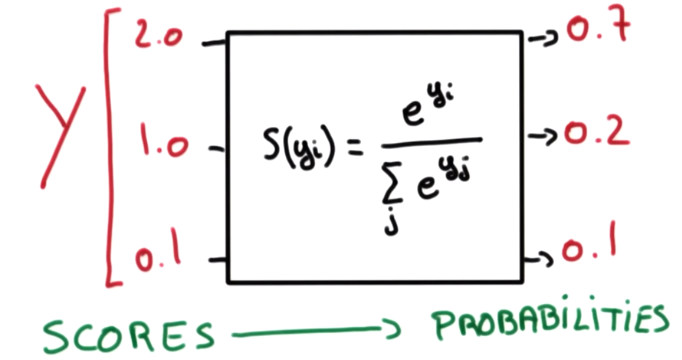 Y
2.0 → 0.7
1.0 → 0.2
0.1 → 0.1
S(yi) = e^yi / Σj e^yj
SCORES → PROBABILITIES